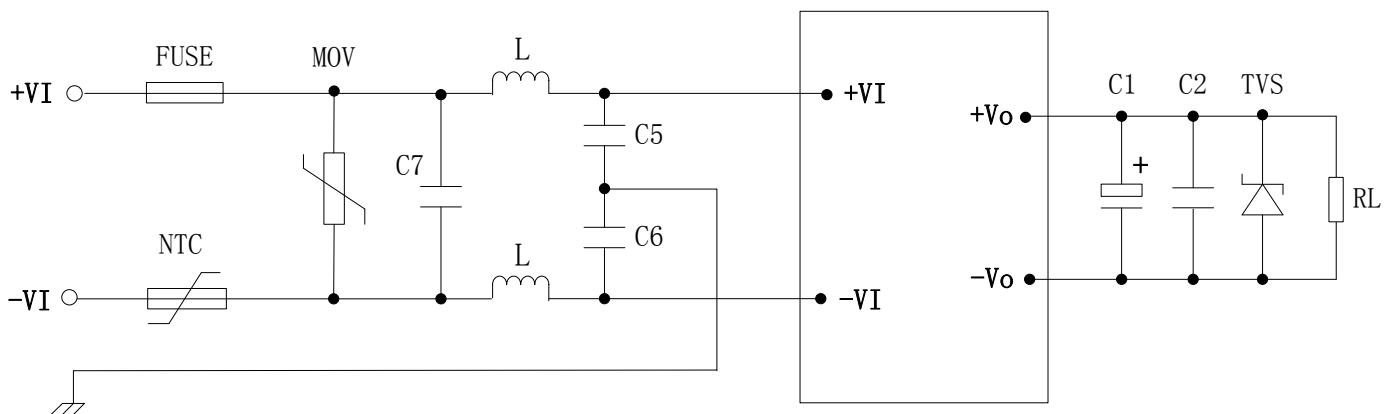 FUSE
MOV
L
+VI
+VI
C1
C2
TVS
+Vo
C5
+
C7
RL
C6
NTC
L
-Vo
-VI
-VI